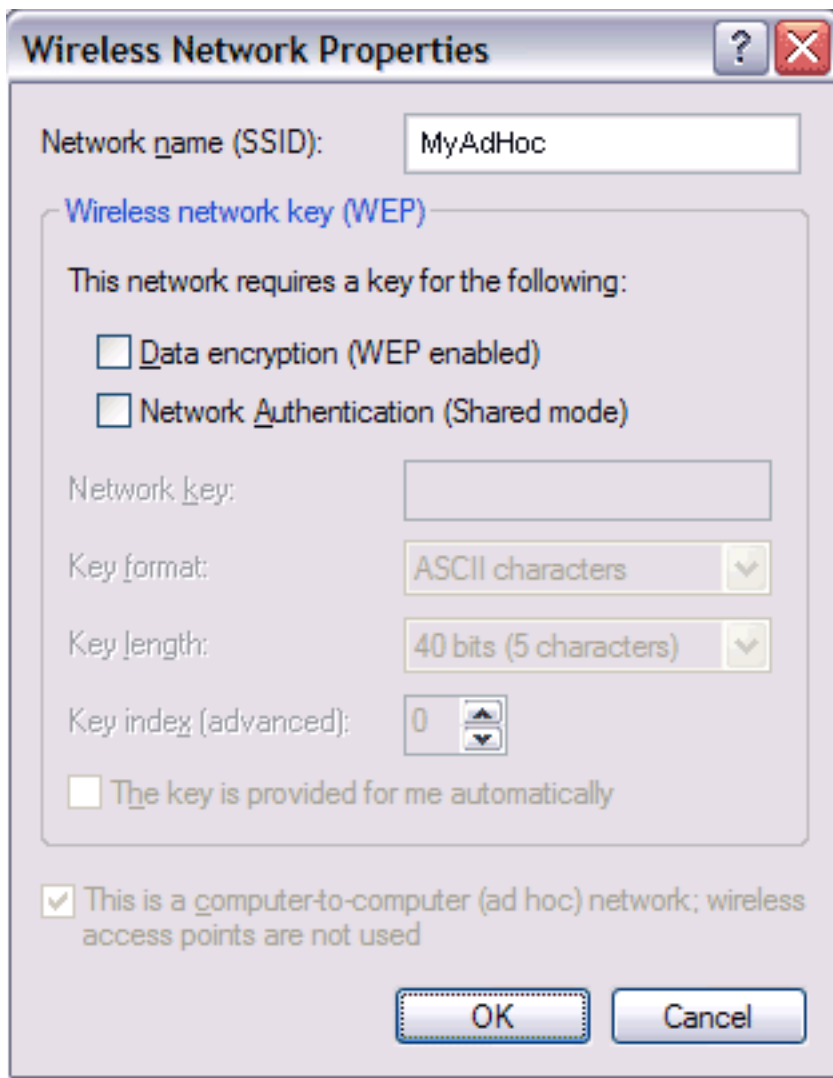 Wireless Network Properties
?
Network name (SSID): MyAdHoc
Wireless network key (WEP)
This network requires a key for the following:
Data encryption (WEP enabled)
Network Authentication (Shared mode)
Network key:
Key format: ASCII characters
Key length: 40 bits (5 characters)
Key index (advanced): 0
The key is provided for me automatically
This is a computer-to-computer (ad hoc) network; wireless
access points are not used
OK Cancel